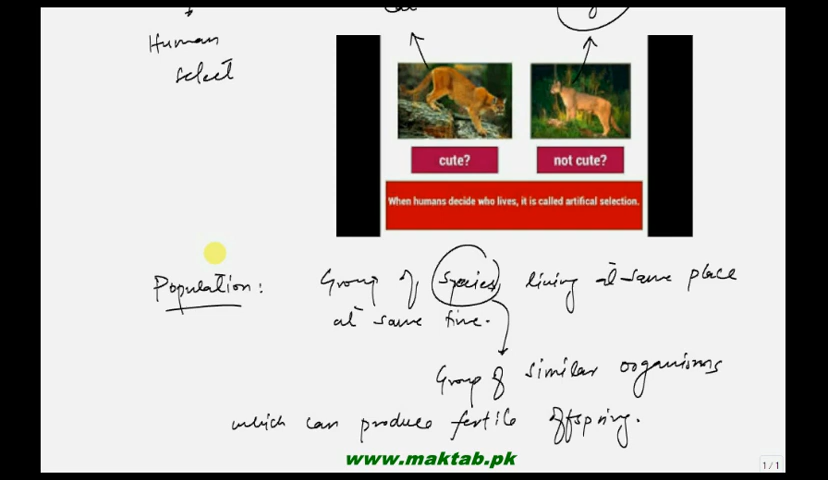 Human
select
cute?
not cute?
When humans decide who lives, it is called artifical selection.
Population: Group of species, living at same place
at same time.
Group of similar organisms
which can produce fertile offspring.
www.maktab.pk
1/1